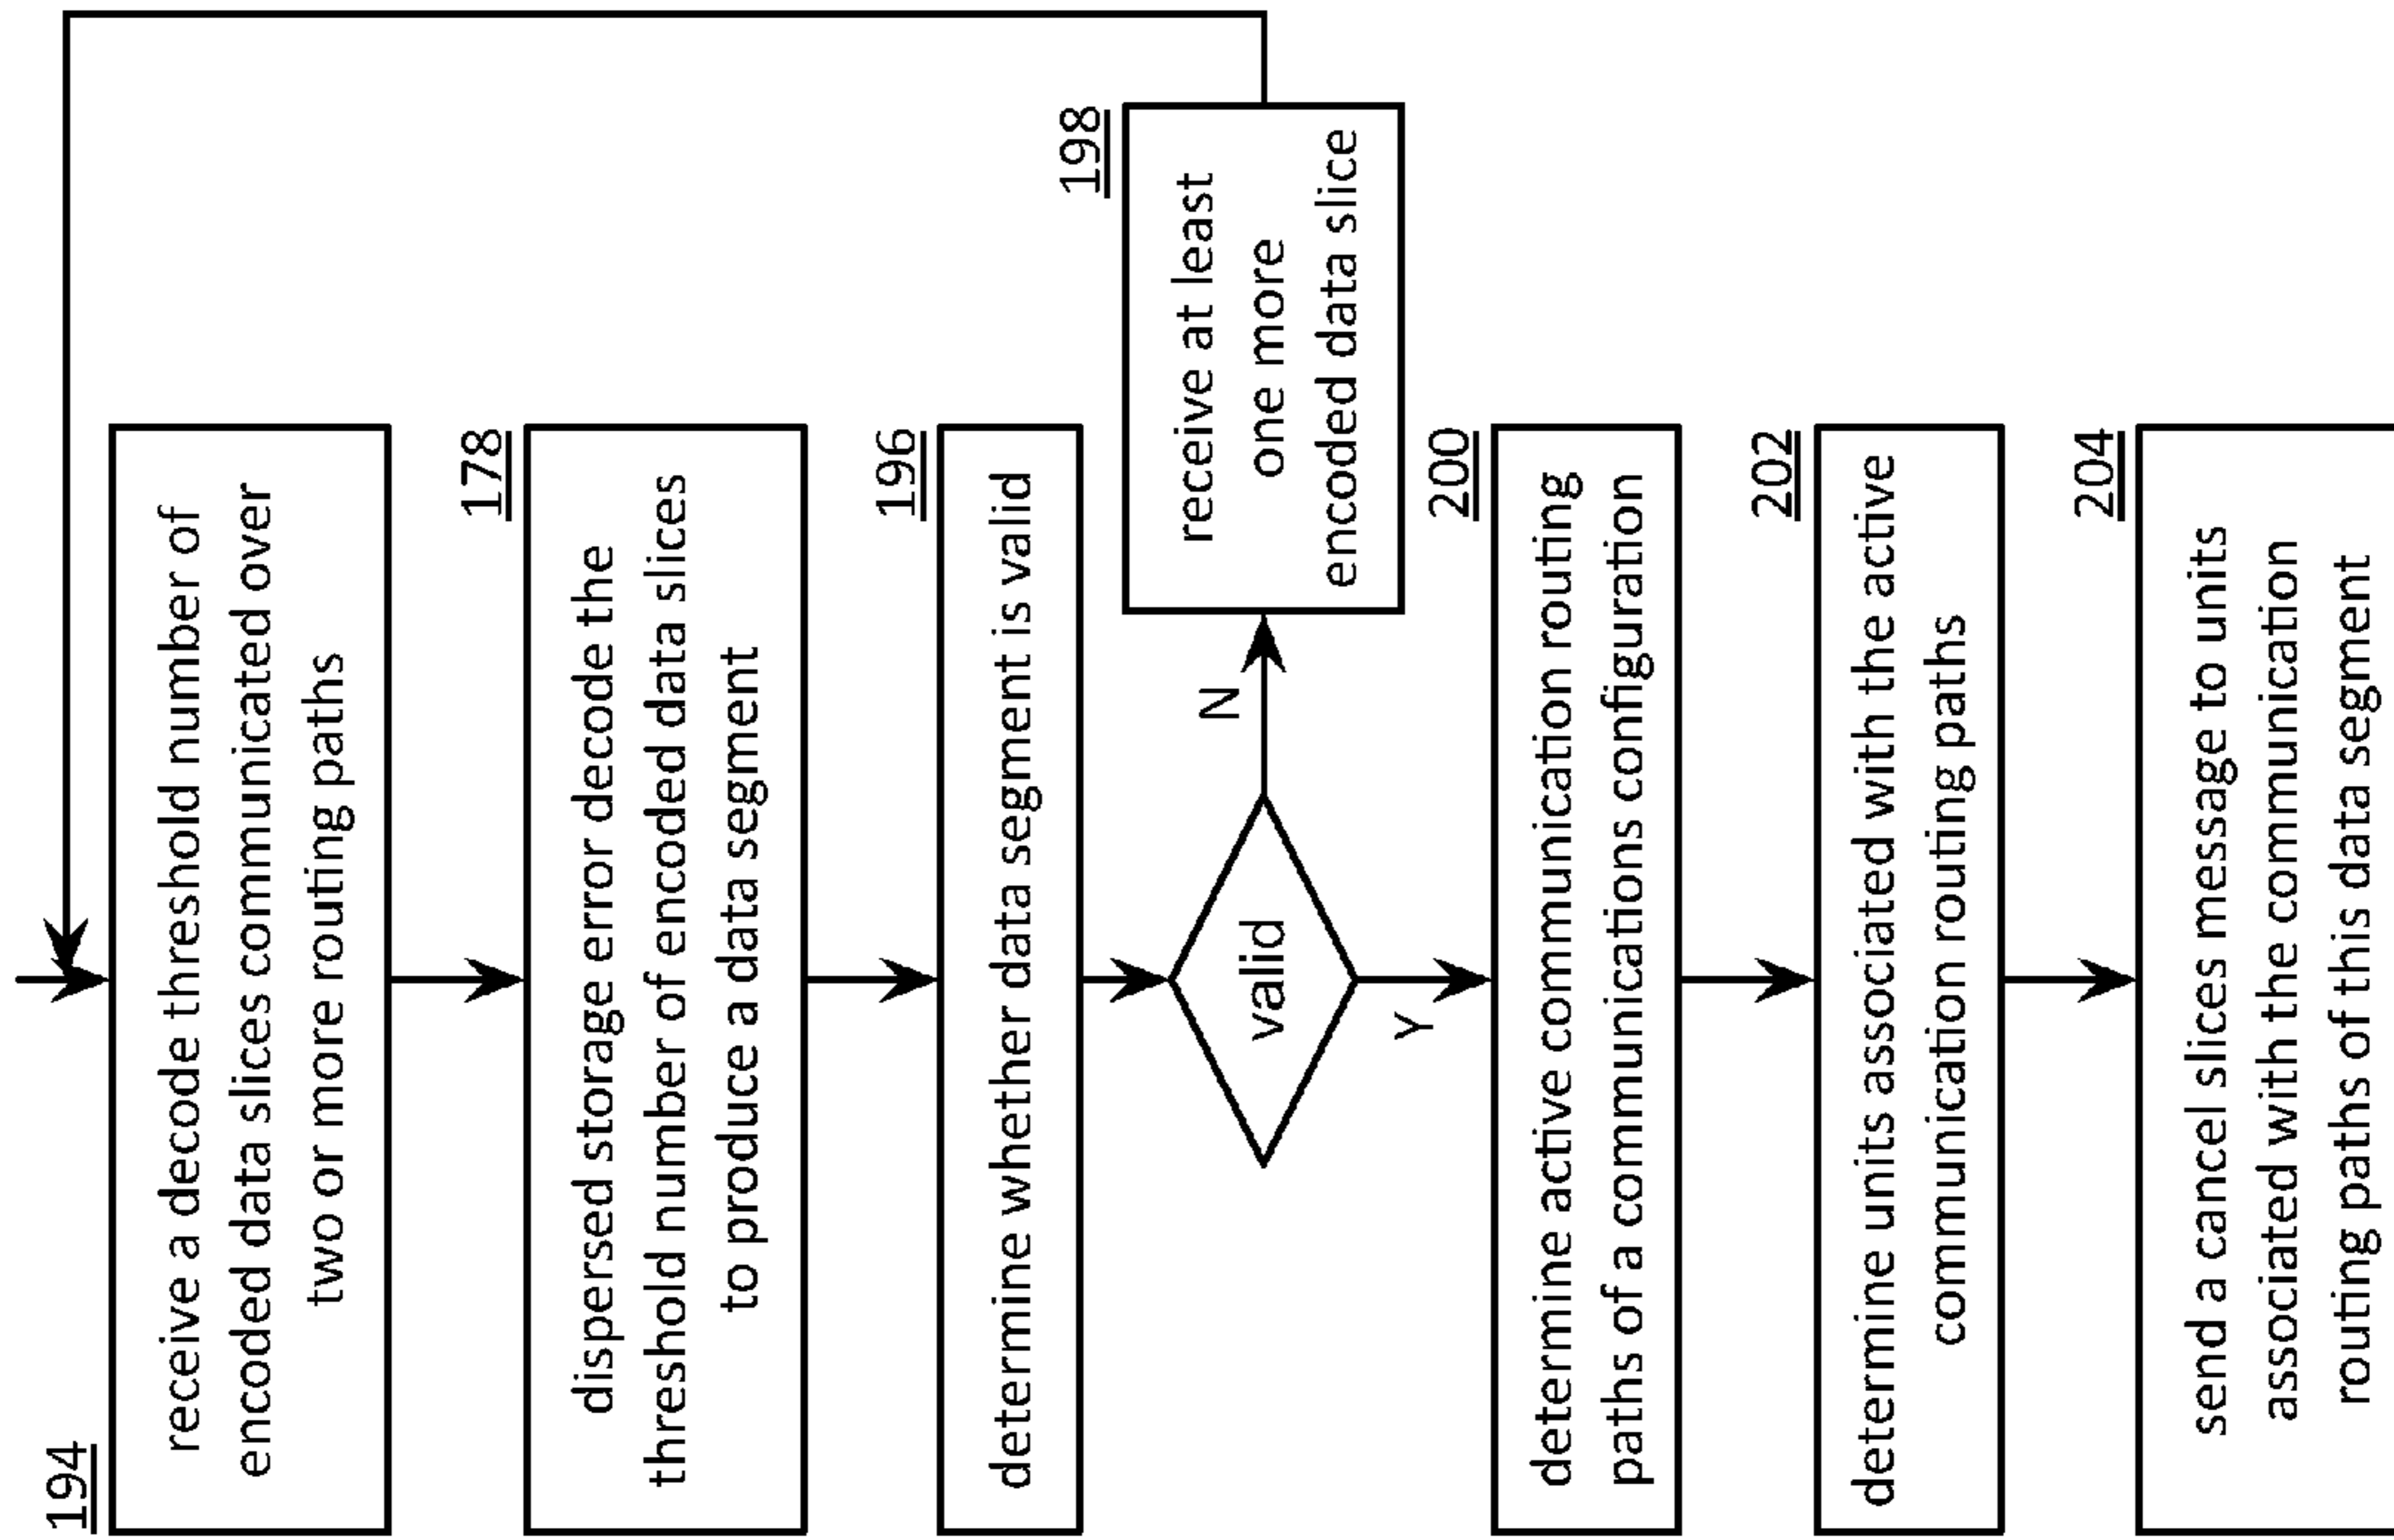 194
receive a decode threshold number of
encoded data slices communicated over
two or more routing paths
178
dispersed storage error decode the
threshold number of encoded data slices
to produce a data segment
196
determine whether data segment is valid
valid
N
198
receive at least
one more
encoded data slice
Y
200
determine active communication routing
paths of a communications configuration
202
determine units associated with the active
communication routing paths
204
send a cancel slices message to units
associated with the communication
routing paths of this data segment